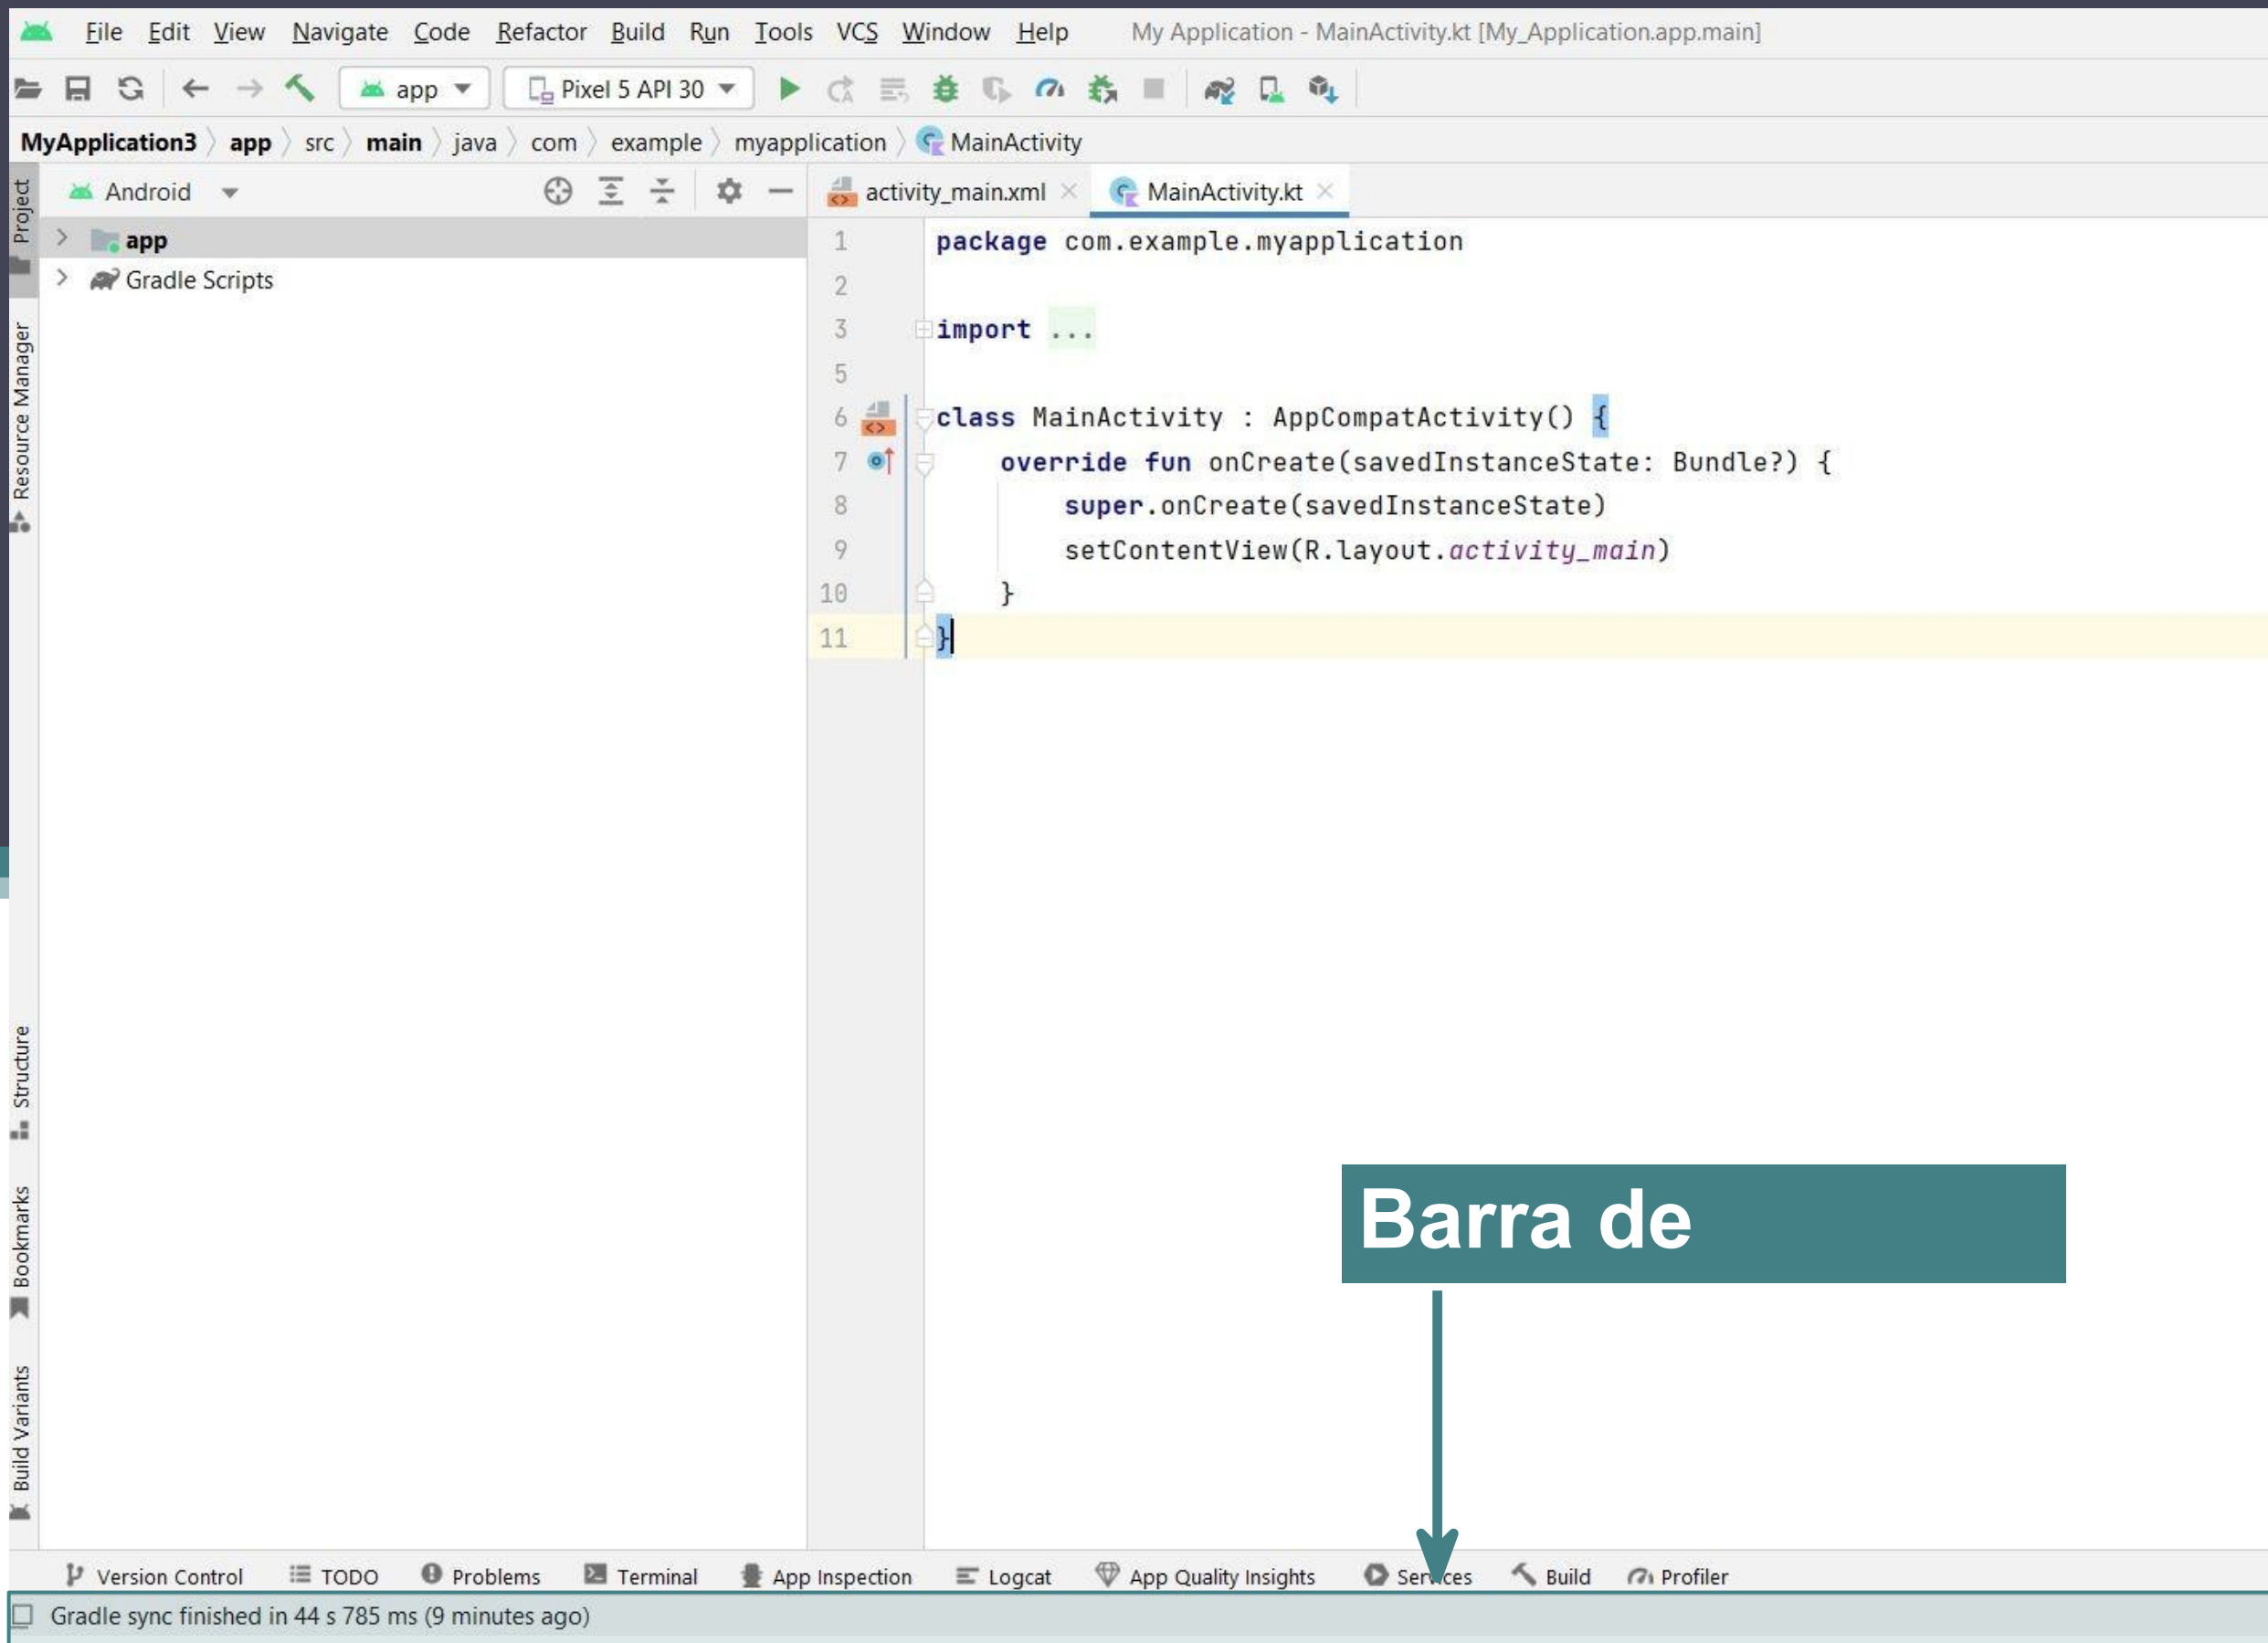 File Edit View Navigate Code Refactor Build Run Tools VCS Window Help My Application - MainActivity.kt [My_Application.app.main]
app Pixel 5 API 30
MyApplication3 app src main java com example myapplication MainActivity
Project
Android
activity_main.xml MainActivity.kt
app
Gradle Scripts
Resource Manager
1 package com.example.myapplication
2
3 import ...
5
6 class MainActivity : AppCompatActivity() {
7 override fun onCreate(savedInstanceState: Bundle?) {
8 super.onCreate(savedInstanceState)
9 setContentView(R.layout.activity_main)
10 }
11 }
Structure
Bookmarks
Build Variants
Barra de
Version Control TODO Problems Terminal App Inspection Logcat App Quality Insights Services Build Profiler
Gradle sync finished in 44 s 785 ms (9 minutes ago)